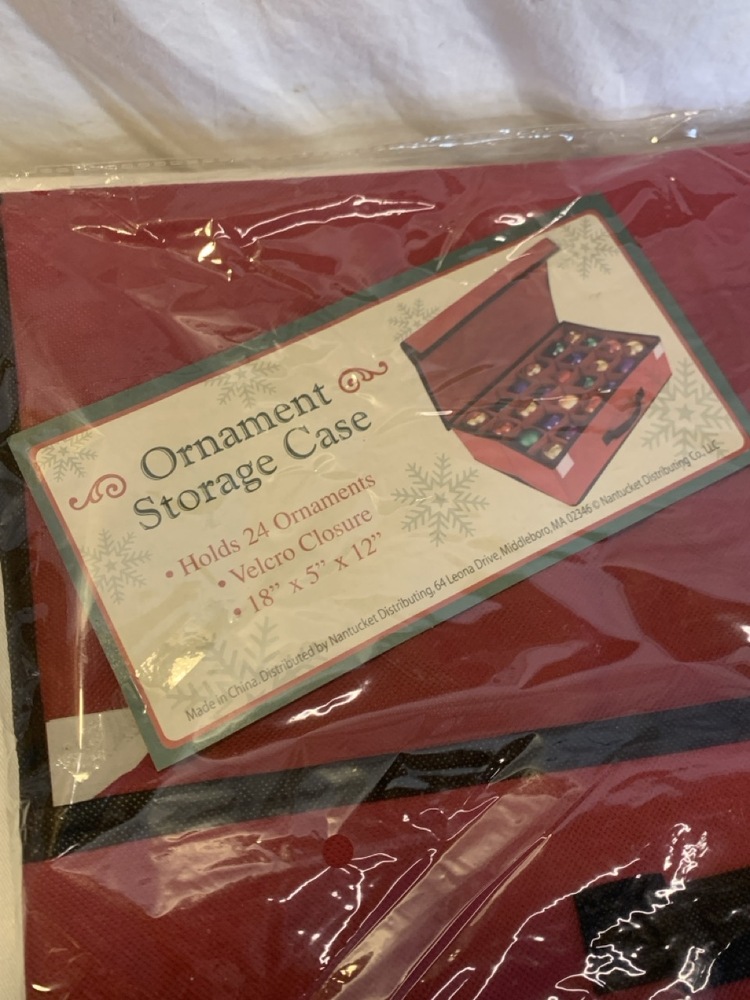 Ornament
Storage Case
• Holds 24 Ornaments
• Velcro Closure
• 18" x 5" x 12"
Made in China. Distributed by Nantucket Distributing, 64 Leona Drive, Middleboro, MA 02346 © Nantucket Distributing Co., LLC